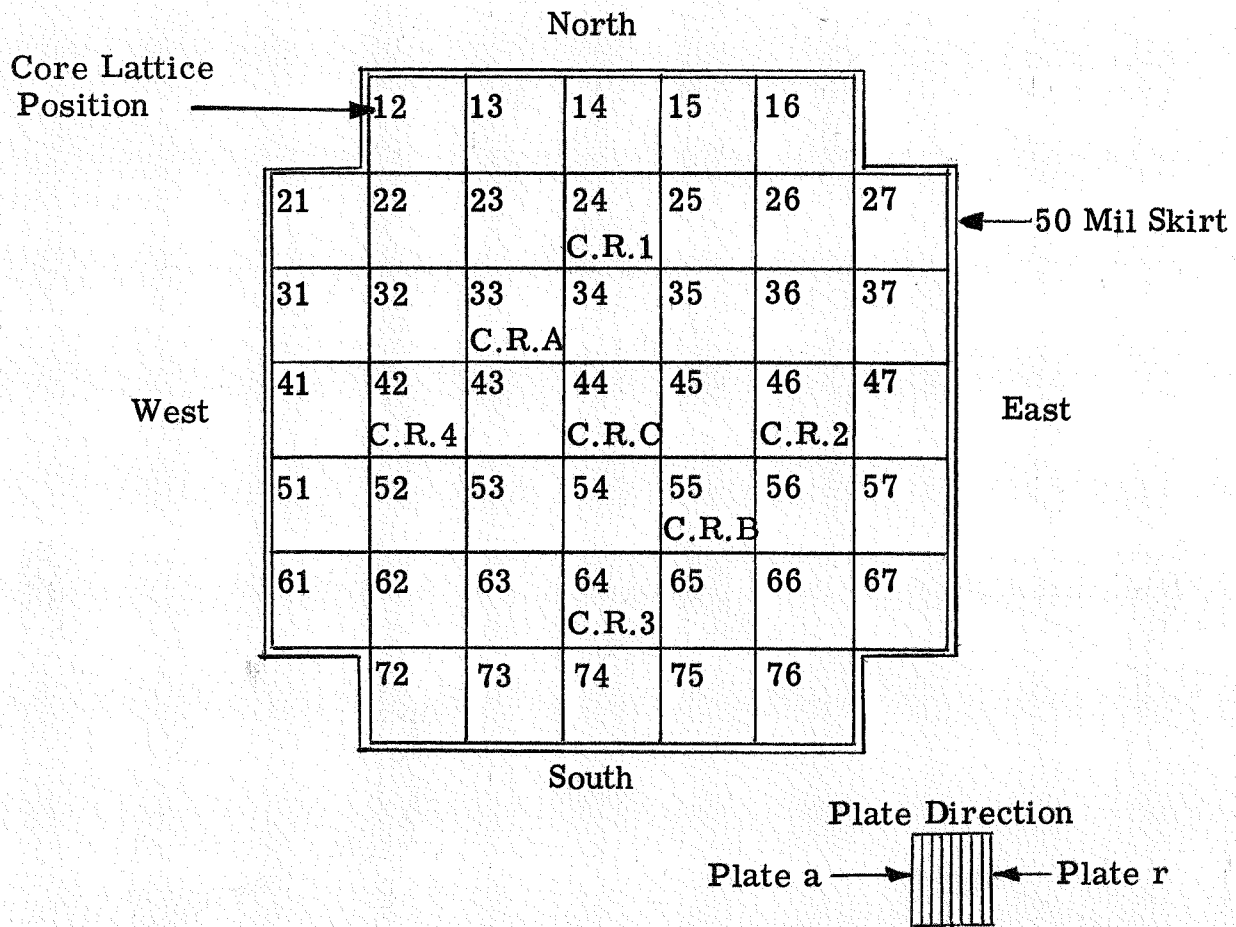 North
Core Lattice
Position
12 13 14 15 16
21 22 23 24 25 26 27
C.R.1
50 Mil Skirt
31 32 33 34 35 36 37
C.R.A
41 42 43 44 45 46 47
West
East
C.R.4 C.R.C C.R.2
51 52 53 54 55 56 57
C.R.B
61 62 63 64 65 66 67
C.R.3
72 73 74 75 76
South
Plate Direction
Plate a Plate r